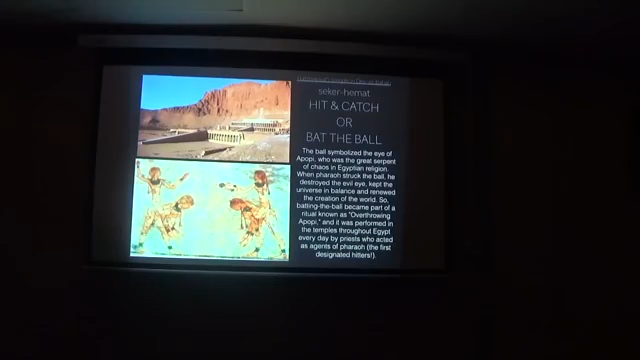 seker-hemat
HIT & CATCH
OR
BAT THE BALL
The ball symbolized the eye of
Apopi, who was the great serpent
of chaos in Egyptian religion.
When pharaoh struck the ball, he
destroyed the evil eye, kept the
universe in balance and renewed
the creation of the world. So,
batting-the-ball became part of a
ritual known as "Overthrowing
Apopi," and it was performed in
the temples throughout Egypt
every day by priests who acted
as agents of pharaoh (the first
designated hitters!).